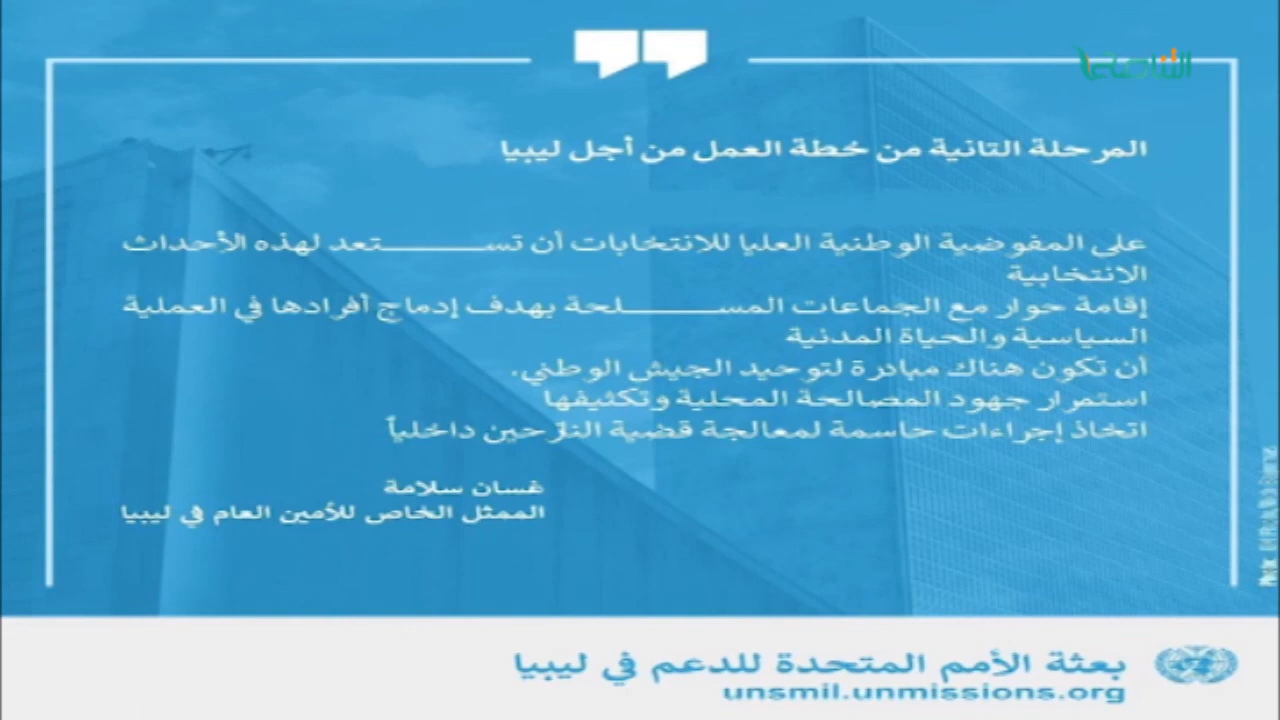 التناصح
المرحلة الثانية من خطة العمل من أجل ليبيا
على المفوضية الوطنية العليا للانتخابات أن تستعد لهذه الأحداث
الانتخابية
إقامة حوار مع الجماعات المسلحة بهدف إدماج أفرادها في العملية
السياسية والحياة المدنية
أن تكون هناك مبادرة لتوحيد الجيش الوطني.
استمرار جهود المصالحة المحلية وتكثيفها
اتخاذ إجراءات حاسمة لمعالجة قضية النازحين داخلياً
غسان سلامة
الممثل الخاص للأمين العام في ليبيا
بعثة الأمم المتحدة للدعم في ليبيا
unsmil.unmissions.org